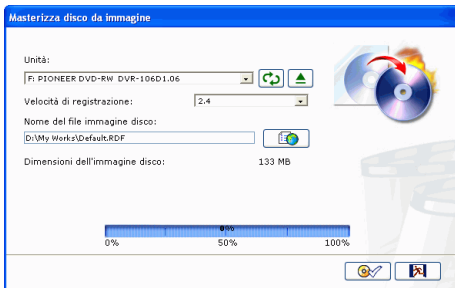 Masterizza disco da immagine
Unità:
F: PIONEER DVD-RW DVR-106D1.06
Velocità di registrazione:
2.4
Nome del file immagine disco:
D:\My Works\Default.RDF
Dimensioni dell'immagine disco:
133 MB
0%
0%
50%
100%